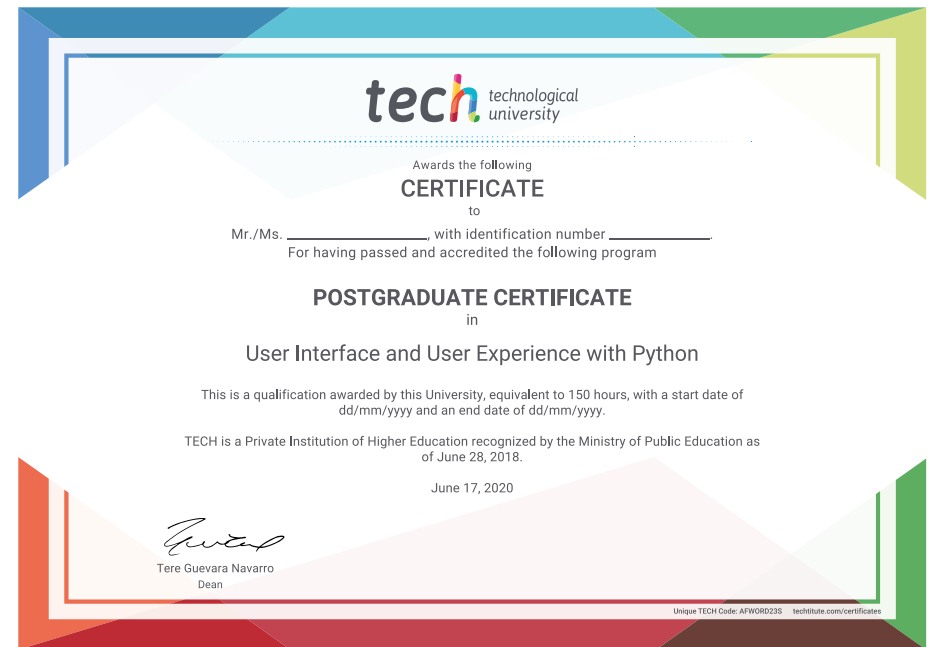 tech technological
university
Awards the following
CERTIFICATE
to
Mr./Ms. ____________________, with identification number ______________.
For having passed and accredited the following program
POSTGRADUATE CERTIFICATE
in
User Interface and User Experience with Python
This is a qualification awarded by this University, equivalent to 150 hours, with a start date of
dd/mm/yyyy and an end date of dd/mm/yyyy.
TECH is a Private Institution of Higher Education recognized by the Ministry of Public Education as
of June 28, 2018.
June 17, 2020
Tere Guevara Navarro
Dean
Unique TECH Code: AFWORD23S techtitute.com/certificates